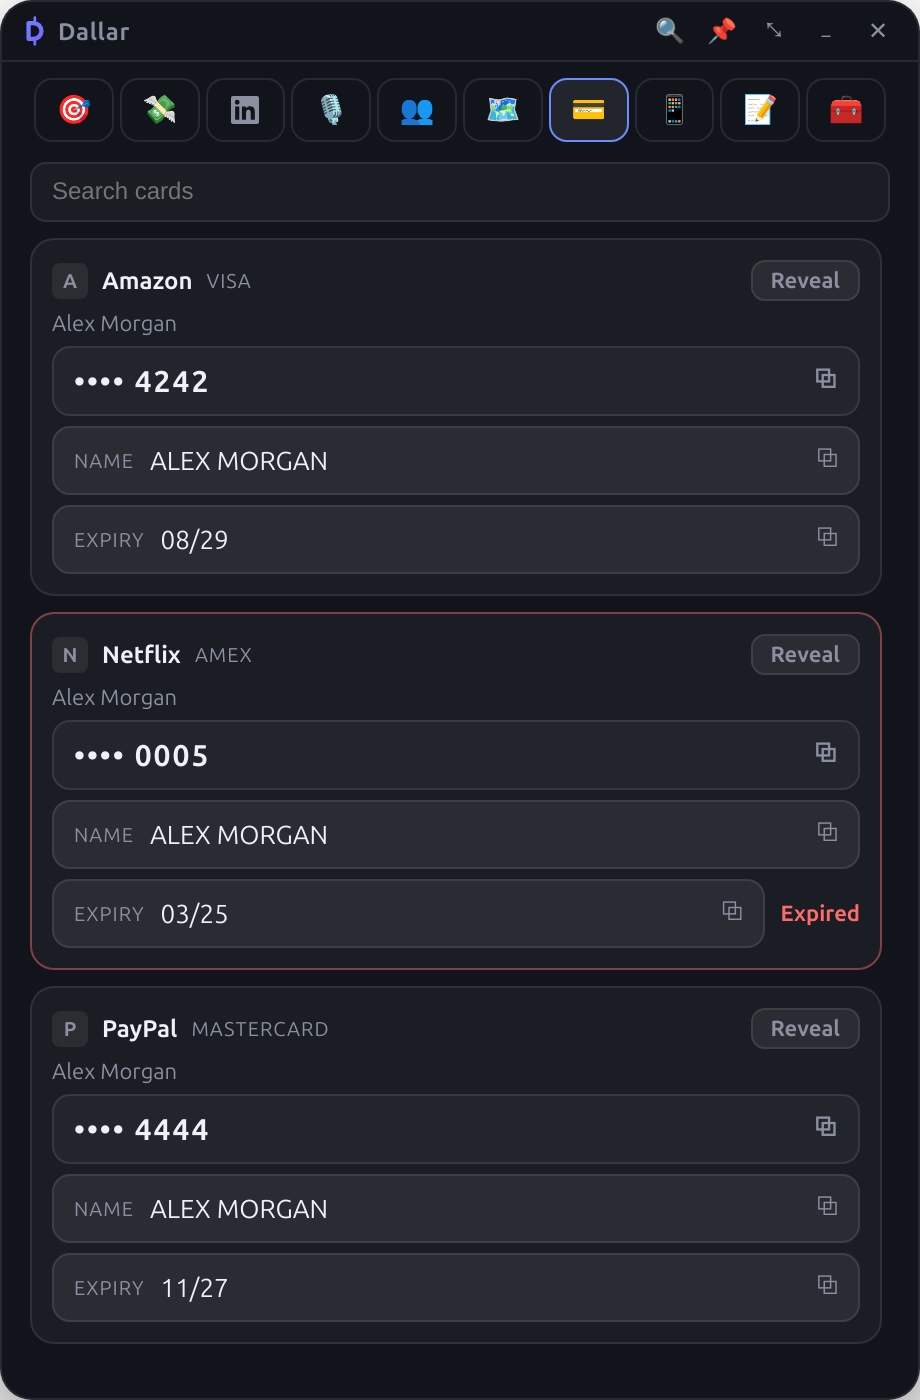 Dallar
Search cards
A Amazon VISA Reveal
Alex Morgan
•••• 4242
NAME ALEX MORGAN
EXPIRY 08/29
N Netflix AMEX Reveal
Alex Morgan
•••• 0005
NAME ALEX MORGAN
EXPIRY 03/25 Expired
P PayPal MASTERCARD Reveal
Alex Morgan
•••• 4444
NAME ALEX MORGAN
EXPIRY 11/27